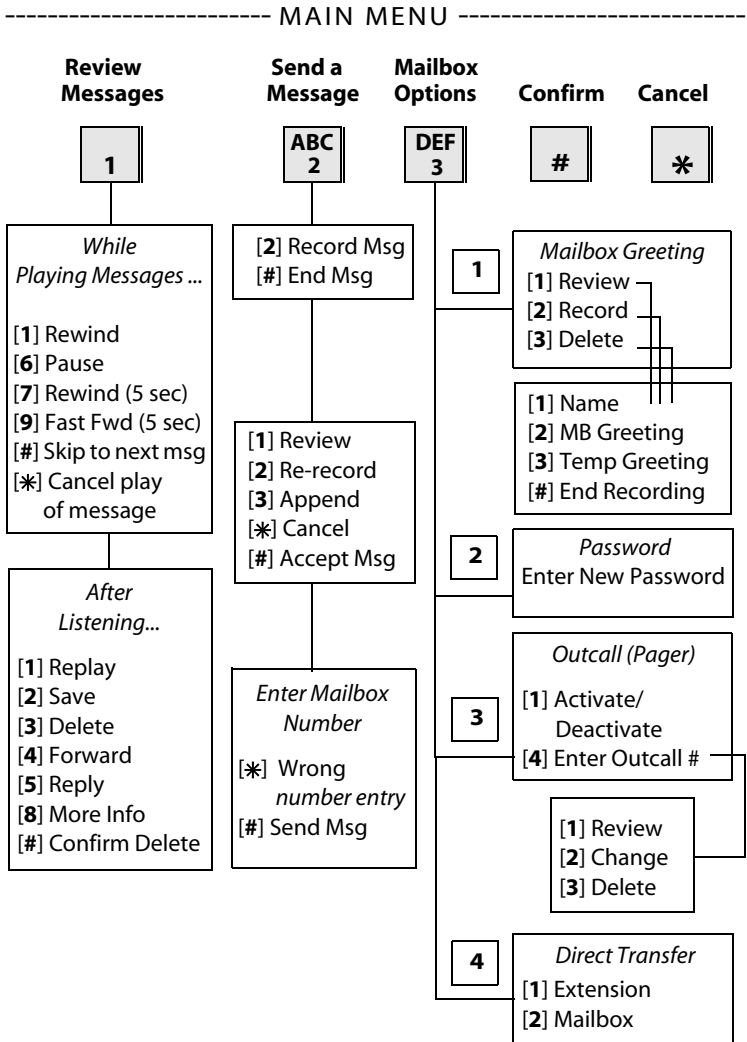 MAIN MENU
Review
Messages
1
While
Playing Messages ...
[1] Rewind
[6] Pause
[7] Rewind (5 sec)
[9] Fast Fwd (5 sec)
[#] Skip to next msg
[*] Cancel play
of message
After
Listening...
[1] Replay
[2] Save
[3] Delete
[4] Forward
[5] Reply
[8] More Info
[#] Confirm Delete
Send a
Message
ABC
2
[2] Record Msg
[#] End Msg
[1] Review
[2] Re-record
[3] Append
[*] Cancel
[#] Accept Msg
Enter Mailbox
Number
[*] Wrong
number entry
[#] Send Msg
Mailbox
Options
DEF
3
1
Mailbox Greeting
[1] Review
[2] Record
[3] Delete
[1] Name
[2] MB Greeting
[3] Temp Greeting
[#] End Recording
2
Password
Enter New Password
3
Outcall (Pager)
[1] Activate/
Deactivate
[4] Enter Outcall #
[1] Review
[2] Change
[3] Delete
4
Direct Transfer
[1] Extension
[2] Mailbox
Confirm
#
Cancel
*